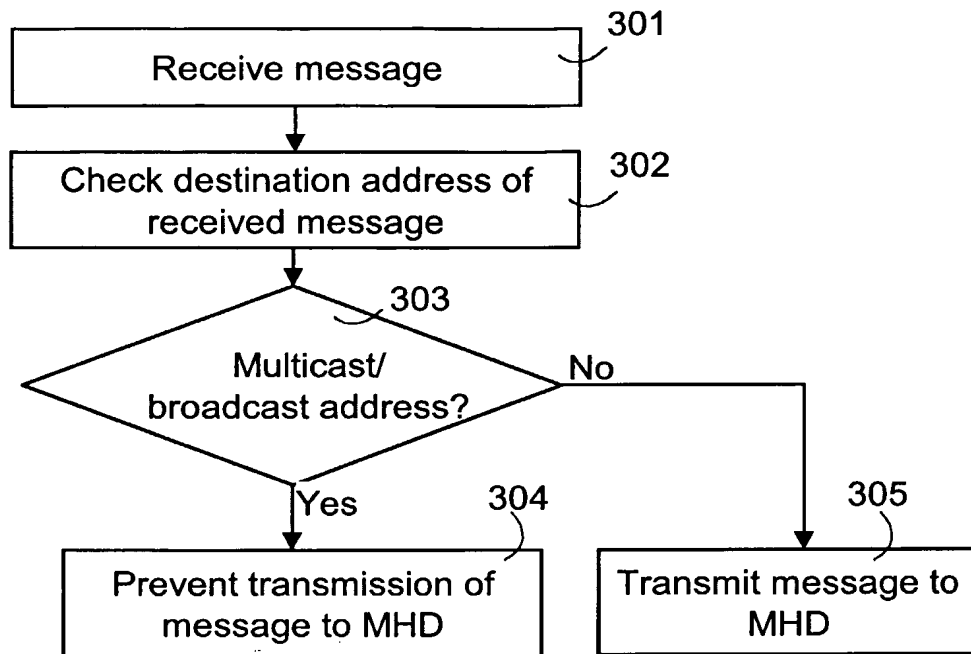 301
Receive message
302
Check destination address of
received message
303
Multicast/
broadcast address?
No
Yes
304
305
Prevent transmission of
message to MHD
Transmit message to
MHD